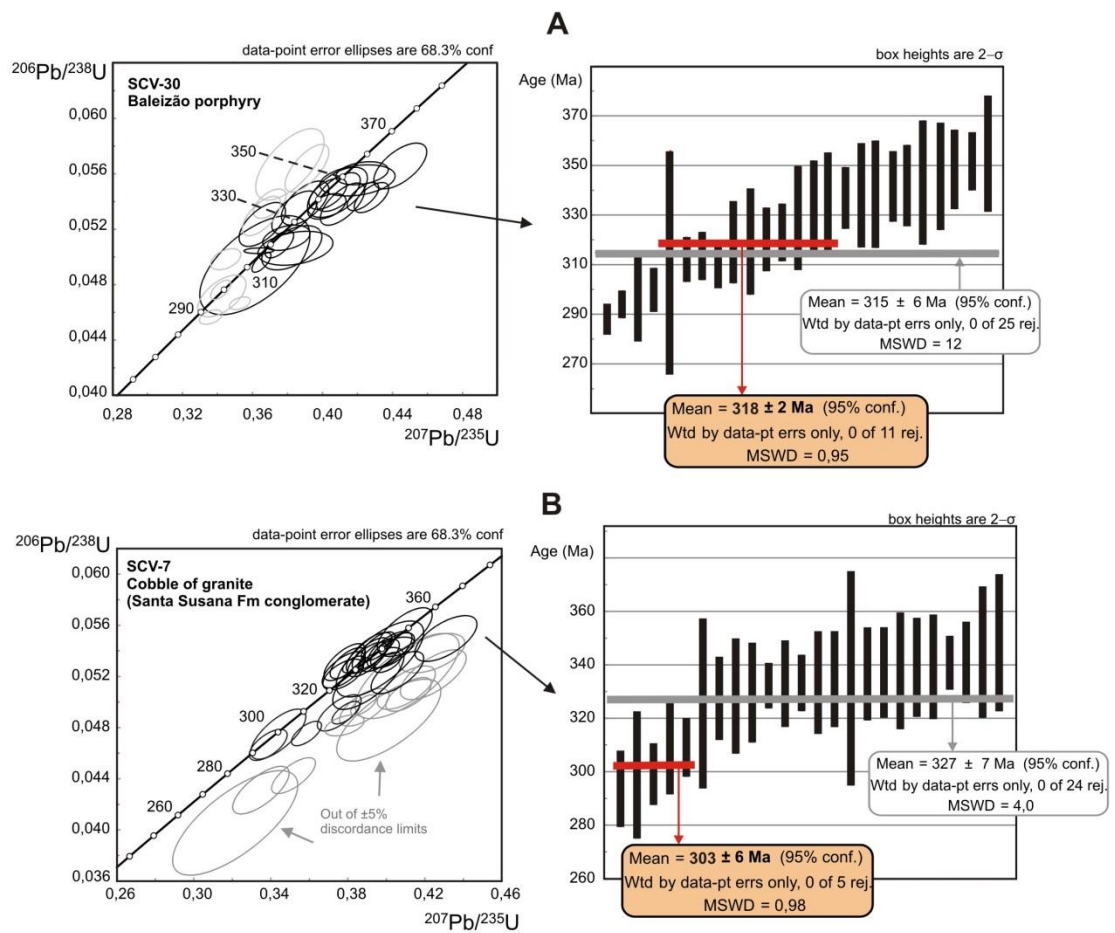 A
data-point error ellipses are 68.3% conf
206Pb/238U
SCV-30
Baleizão porphyry
0,060
0,056
0,052
0,048
0,044
0,040
370
350
330
310
290
0,28 0,32 0,36 0,40 0,44 0,48
207Pb/235U
box heights are 2–σ
Age (Ma)
370
350
330
310
290
270
Mean = 315 ± 6 Ma (95% conf.)
Wtd by data-pt errs only, 0 of 25 rej.
MSWD = 12
Mean = 318 ± 2 Ma (95% conf.)
Wtd by data-pt errs only, 0 of 11 rej.
MSWD = 0,95
B
data-point error ellipses are 68.3% conf
206Pb/238U
SCV-7
Cobble of granite
(Santa Susana Fm conglomerate)
0,060
0,056
0,052
0,048
0,044
0,040
0,036
360
320
300
280
260
Out of ±5%
discordance limits
0,26 0,30 0,34 0,38 0,42 0,46
207Pb/235U
box heights are 2–σ
Age (Ma)
360
340
320
300
280
260
Mean = 327 ± 7 Ma (95% conf.)
Wtd by data-pt errs only, 0 of 24 rej.
MSWD = 4,0
Mean = 303 ± 6 Ma (95% conf.)
Wtd by data-pt errs only, 0 of 5 rej.
MSWD = 0,98